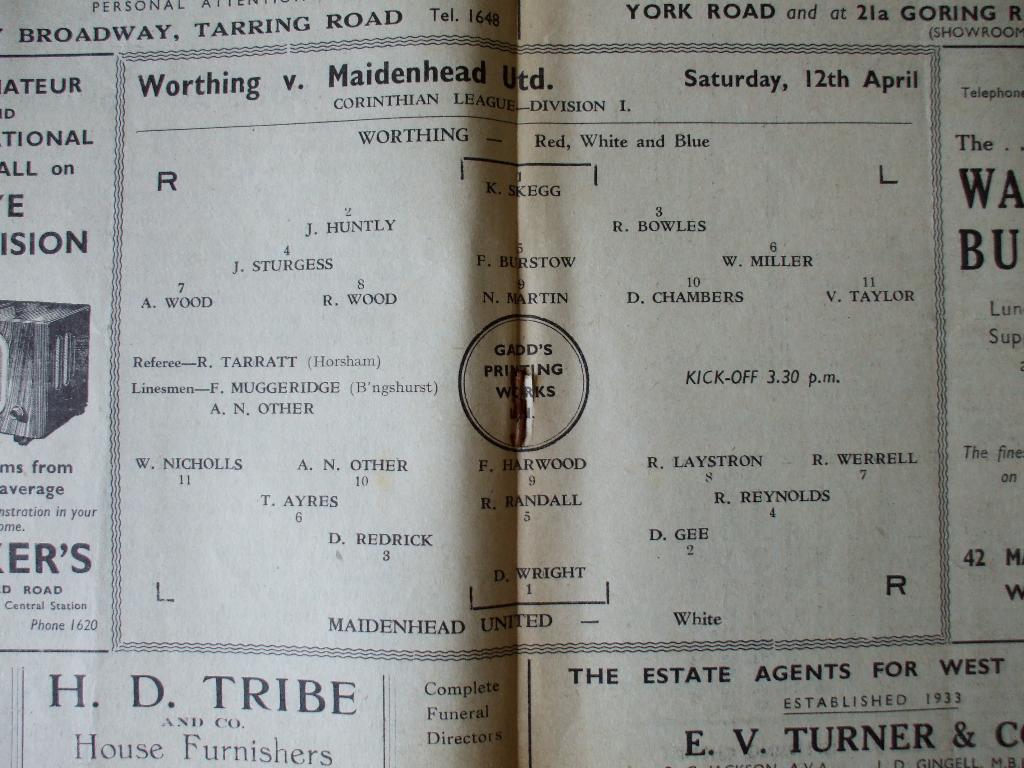 PERSONAL ATTENTION
BROADWAY, TARRING ROAD Tel. 1648
YORK ROAD and at 21a GORING R
(SHOWROOM
ATEUR
ND
TIONAL
ALL on
E
ISION
ms from
average
nstration in your
ome.
KER'S
D ROAD
Central Station
Phone 1620
Worthing v. Maidenhead Utd. Saturday, 12th April
CORINTHIAN LEAGUE—DIVISION I.
WORTHING — Red, White and Blue
R L
1
K. SKEGG
2 3
J. HUNTLY R. BOWLES
4 5 6
J. STURGESS F. BURSTOW W. MILLER
7 8 9 10 11
A. WOOD R. WOOD N. MARTIN D. CHAMBERS V. TAYLOR
Referee—R. TARRATT (Horsham)
Linesmen—F. MUGGERIDGE (B'ngshurst)
A. N. OTHER
GADD'S
PRINTING
WORKS
KICK-OFF 3.30 p.m.
W. NICHOLLS A. N. OTHER F. HARWOOD R. LAYSTRON R. WERRELL
11 10 9 8 7
T. AYRES R. RANDALL R. REYNOLDS
6 5 4
D. REDRICK D. GEE
3 2
D. WRIGHT
1
L R
MAIDENHEAD UNITED — White
Telephone
The . .
WA
BU
Lun
Sup
The fine
on
42 MA
W
H. D. TRIBE
AND CO.
House Furnishers
Complete
Funeral
Directors
THE ESTATE AGENTS FOR WEST
ESTABLISHED 1933
E. V. TURNER & CO
JACKSON, A.V.A. J. D. GINGELL, M.B.